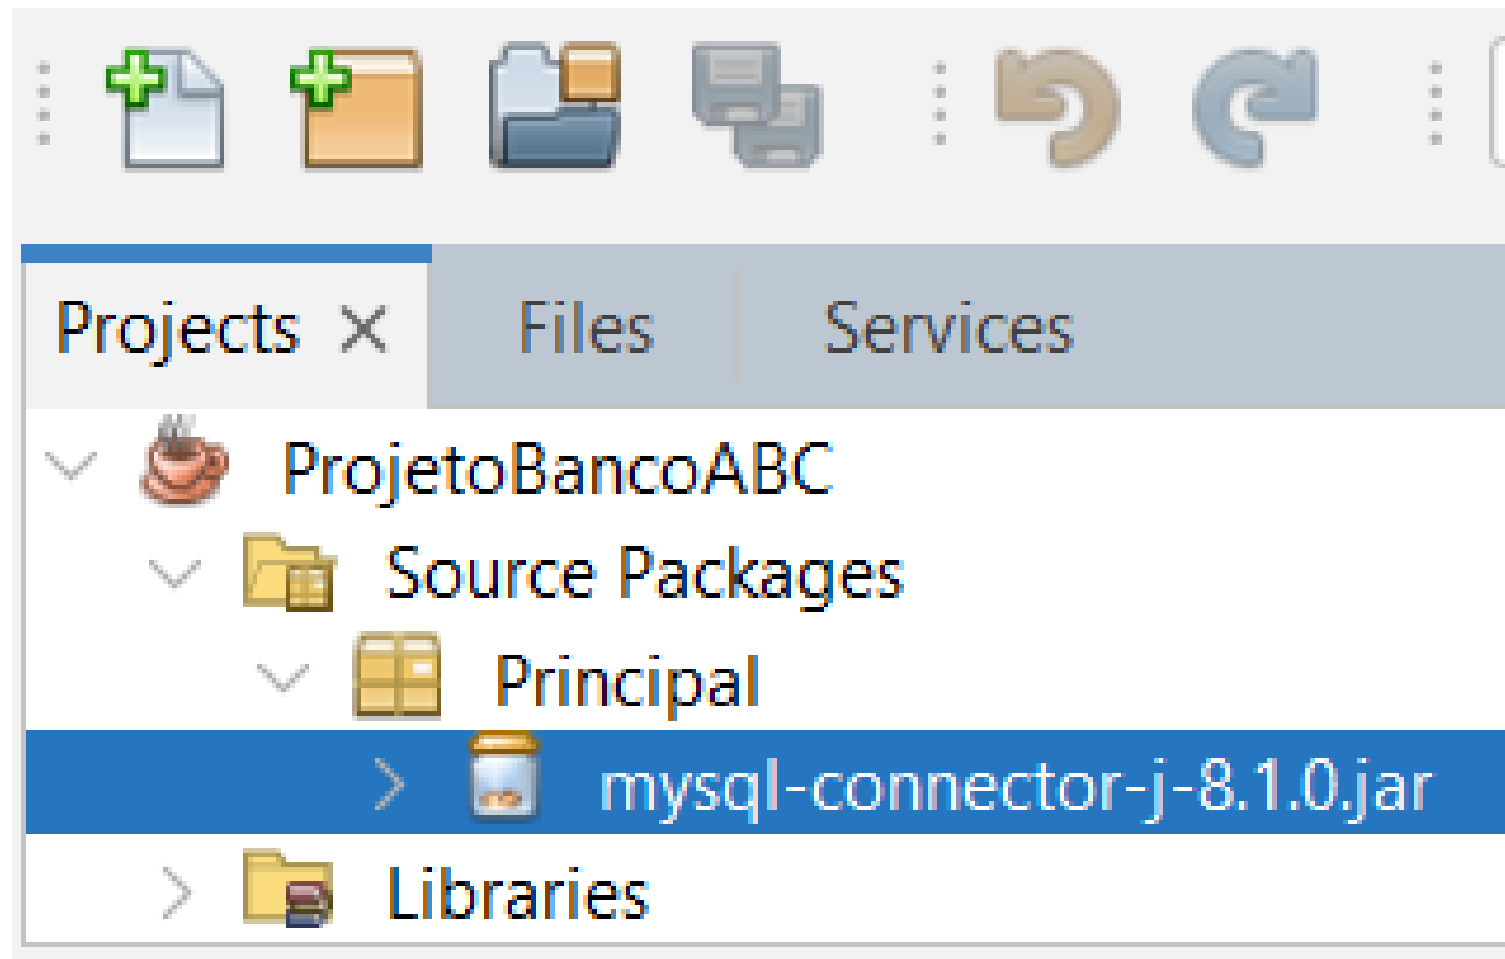 Projects Files Services
ProjetoBancoABC
Source Packages
Principal
mysql-connector-j-8.1.0.jar
Libraries